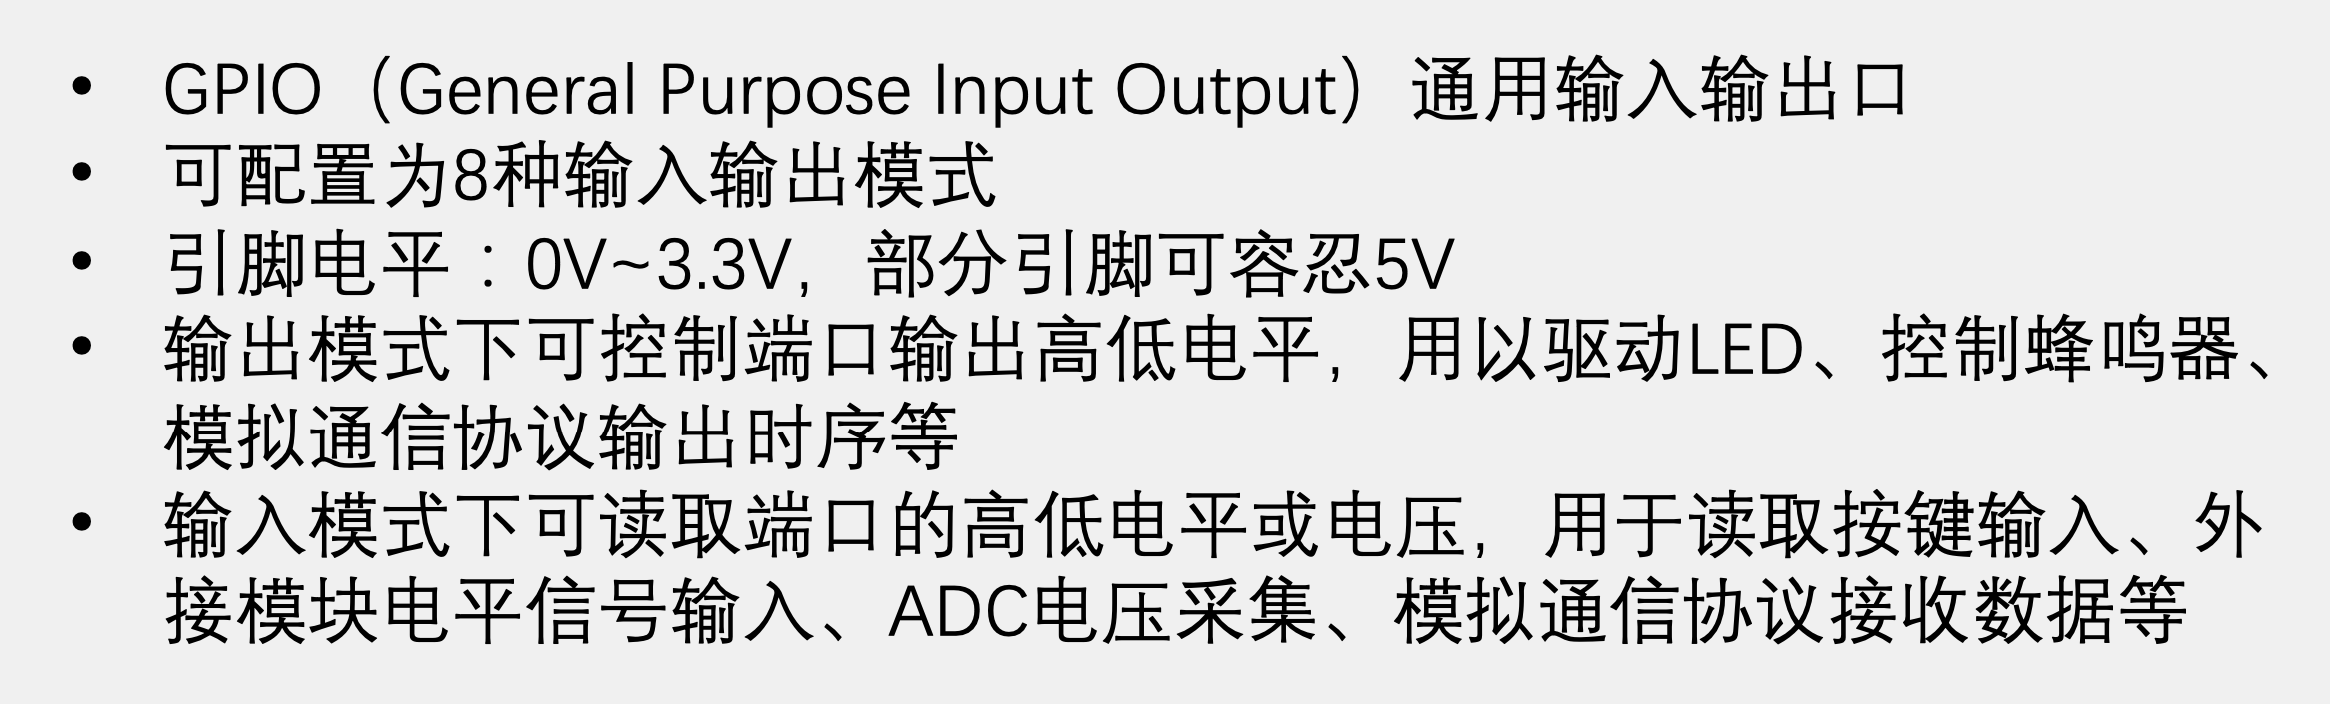 • GPIO（General Purpose Input Output）通用输入输出口
• 可配置为8种输入输出模式
• 引脚电平：0V~3.3V，部分引脚可容忍5V
• 输出模式下可控制端口输出高低电平，用以驱动LED、控制蜂鸣器、
模拟通信协议输出时序等
• 输入模式下可读取端口的高低电平或电压，用于读取按键输入、外
接模块电平信号输入、ADC电压采集、模拟通信协议接收数据等